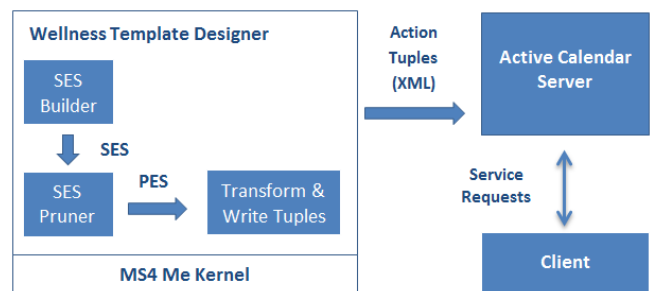 Wellness Template Designer
SES
Builder
SES
SES
Pruner
PES
Transform &
Write Tuples
MS4 Me Kernel
Action
Tuples
(XML)
Active Calendar
Server
Service
Requests
Client